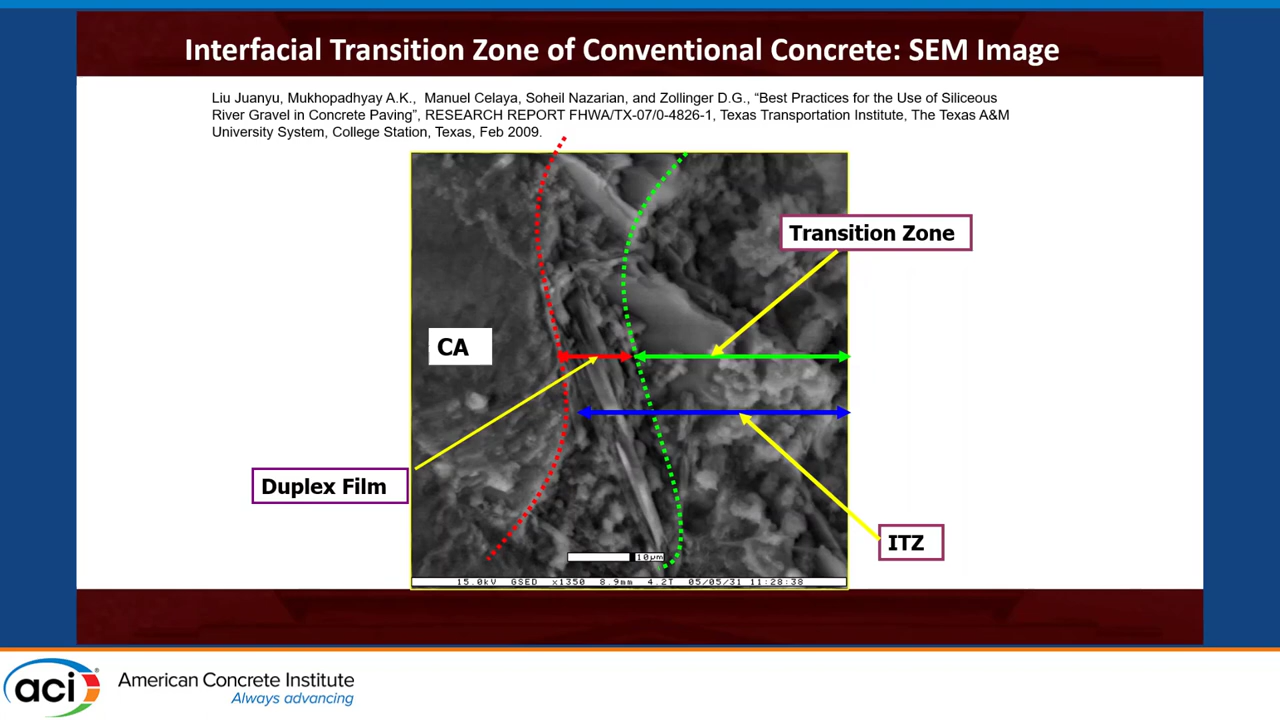 Interfacial Transition Zone of Conventional Concrete: SEM Image
Liu Juanyu, Mukhopadhyay A.K.,  Manuel Celaya, Soheil Nazarian, and Zollinger D.G., “Best Practices for the Use of Siliceous
River Gravel in Concrete Paving”, RESEARCH REPORT FHWA/TX-07/0-4826-1, Texas Transportation Institute, The Texas A&M
University System, College Station, Texas, Feb 2009.
Transition Zone
CA
Duplex Film
ITZ
10µm
15.0kV GSED x1350 8.9mm 4.2T 05/05/31 11:28:38
aci
American Concrete Institute
Always advancing